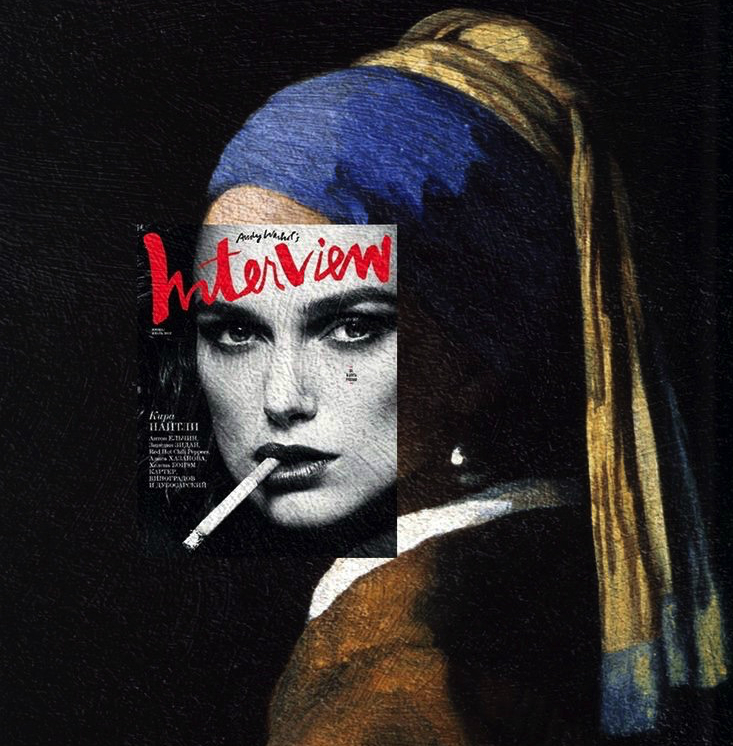 Andy Warhol's
Interview
Кира
НАЙТЛИ
Антон ЕЛЬЧИН,
Зинедин ЗИДАН,
Red Hot Chili Peppers,
Алиса ХАЗАНОВА,
Хелена БОНЭМ
КАРТЕР,
ВИНОГРАДОВ
И ДУБОСАРСКИЙ